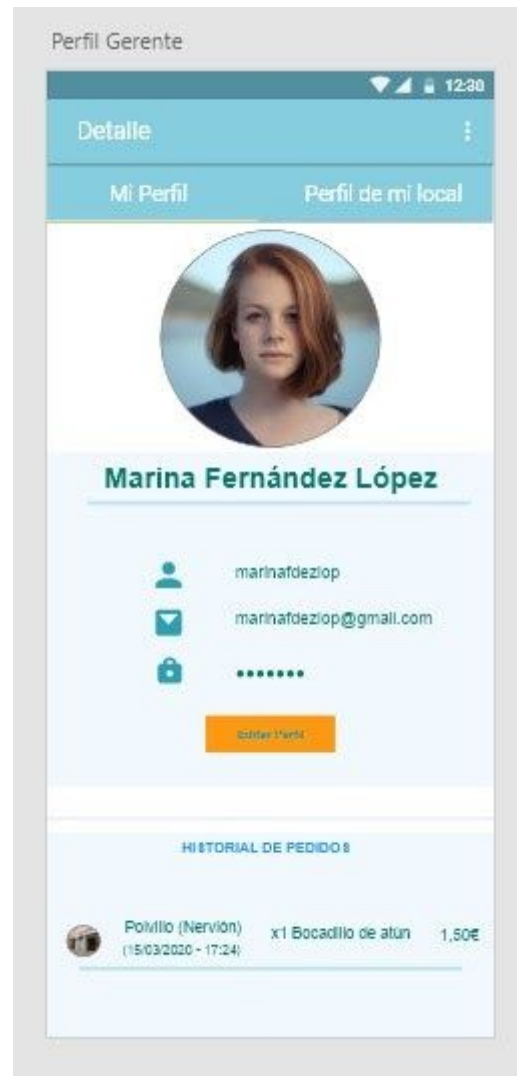 Perfil Gerente
12:30
Detalle
Mi Perfil Perfil de mi local
Marina Fernández López
marinafdezlop
marinafdezlop@gmail.com
•••••••
Editar Perfil
HISTORIAL DE PEDIDOS
Polvillo (Nervión) x1 Bocadillo de atún 1,50€
(15/03/2020 - 17:24)